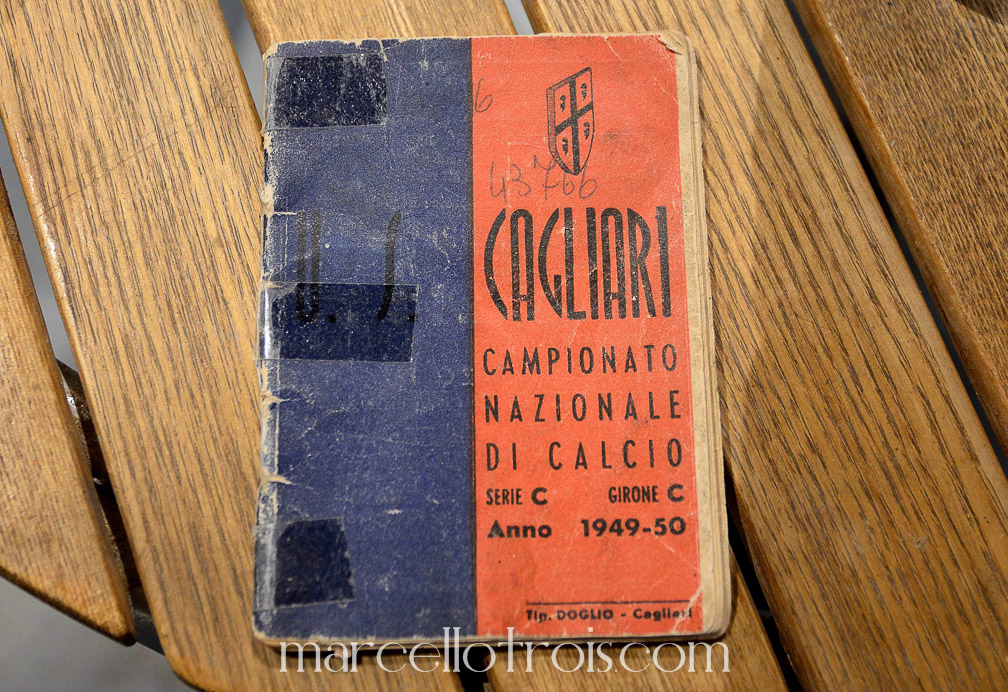 43766
U. S. CAGLIARI
CAMPIONATO
NAZIONALE
DI CALCIO
SERIE C GIRONE C
Anno 1949-50
Tip. DOGLIO - Cagliari
marcellotrois.com